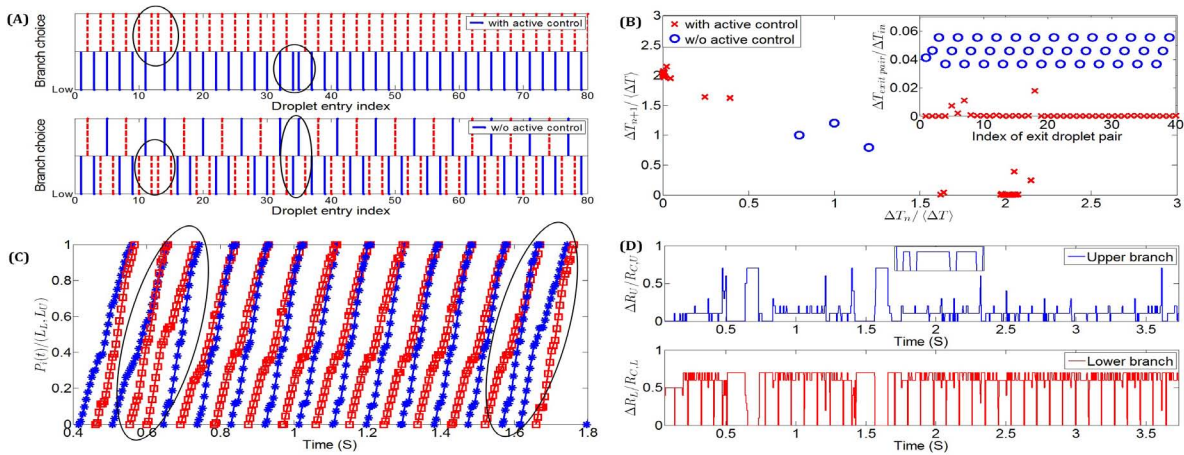 (A)
Branch choice
with active control
Low
0 10 20 30 40 50 60 70 80
Droplet entry index
Branch choice
w/o active control
Low
0 10 20 30 40 50 60 70 80
Droplet entry index
(B)
ΔT_{n+1}/⟨ΔT⟩
3
2.5
2
1.5
1
0.5
0
0 0.5 1 1.5 2 2.5 3
ΔT_n/⟨ΔT⟩
with active control
w/o active control
ΔT_{exit pair}/ΔT_{in}
0.06
0.04
0.02
0
0 10 20 30 40
Index of exit droplet pair
(C)
P_i(t)/(L_L, L_U)
1
0.8
0.6
0.4
0.2
0
0.4 0.6 0.8 1 1.2 1.4 1.6 1.8
Time (S)
(D)
ΔR_U/R_{C,U}
1
0.5
0
Upper branch
0.5 1 1.5 2 2.5 3 3.5
Time (S)
ΔR_L/R_{C,L}
1
0.5
0
Lower branch
0.5 1 1.5 2 2.5 3 3.5
Time (S)